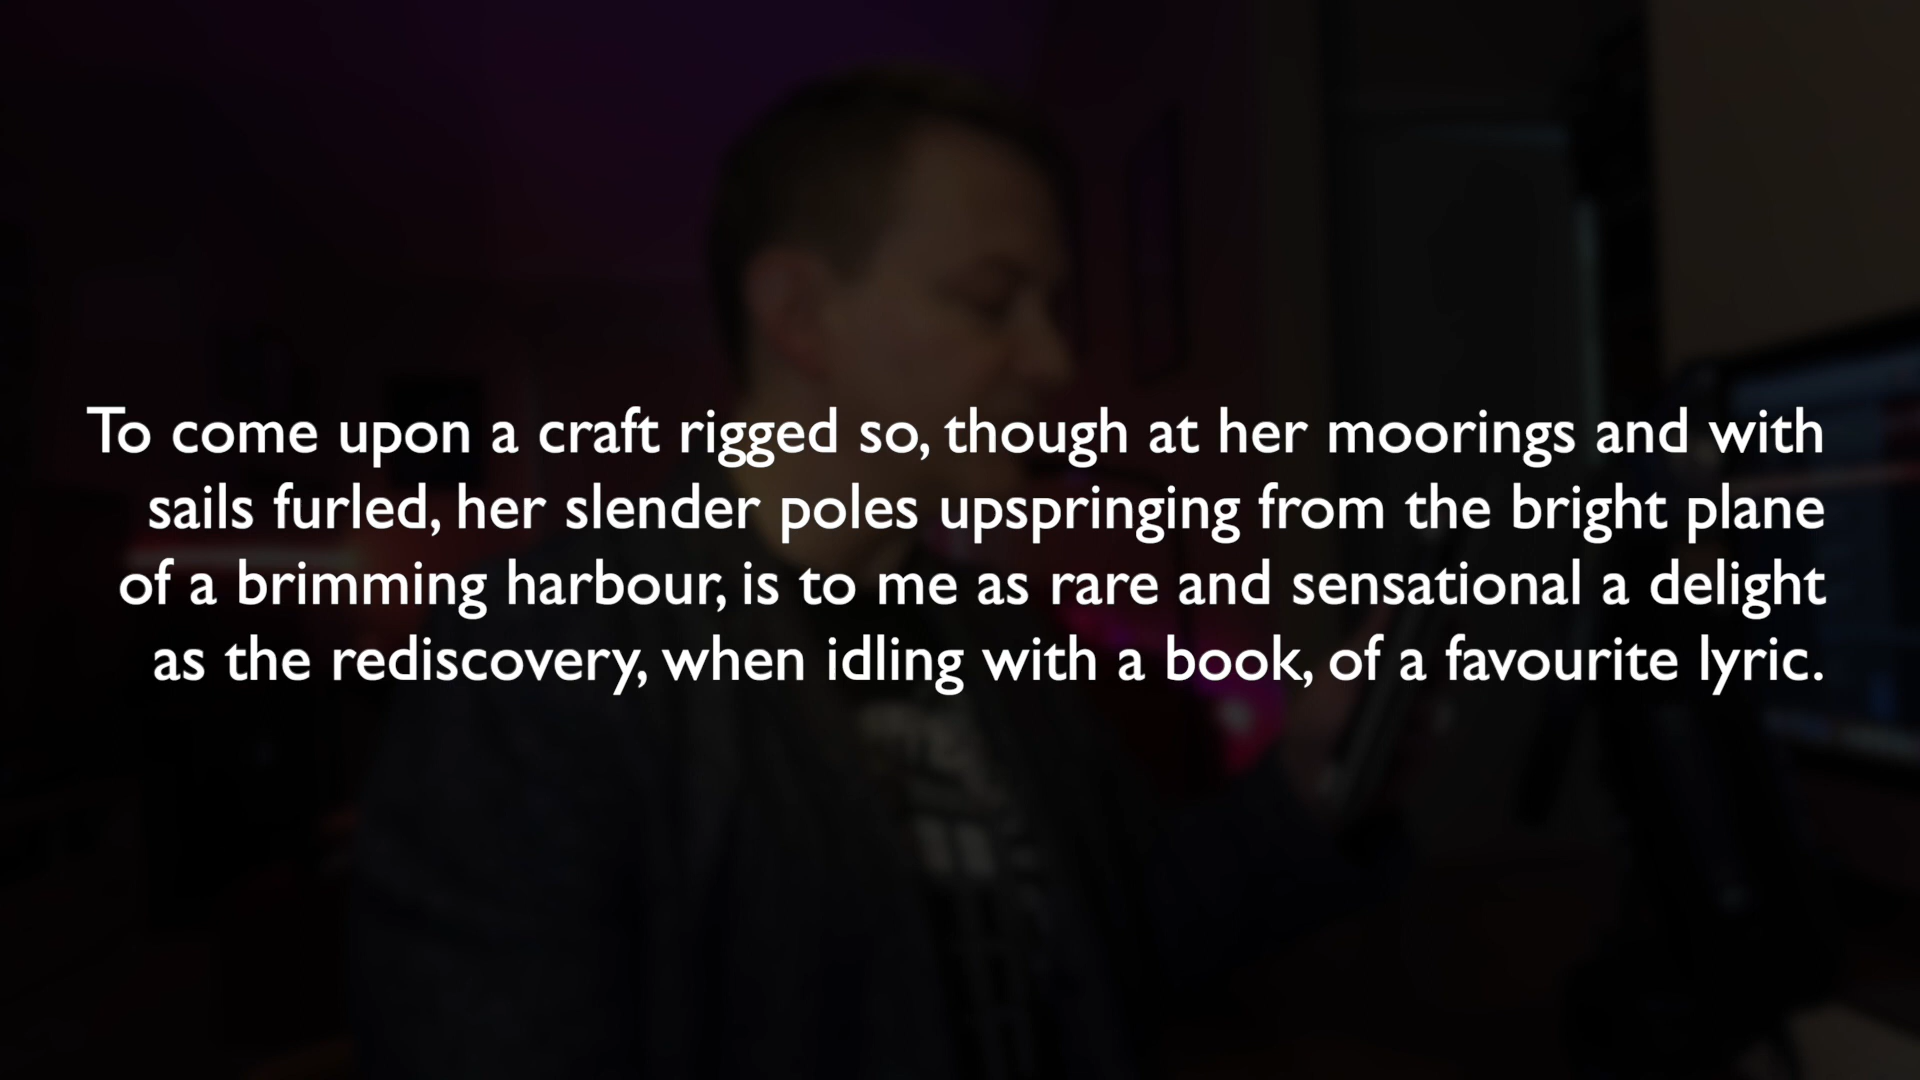 To come upon a craft rigged so, though at her moorings and with
sails furled, her slender poles upspringing from the bright plane
of a brimming harbour, is to me as rare and sensational a delight
as the rediscovery, when idling with a book, of a favourite lyric.